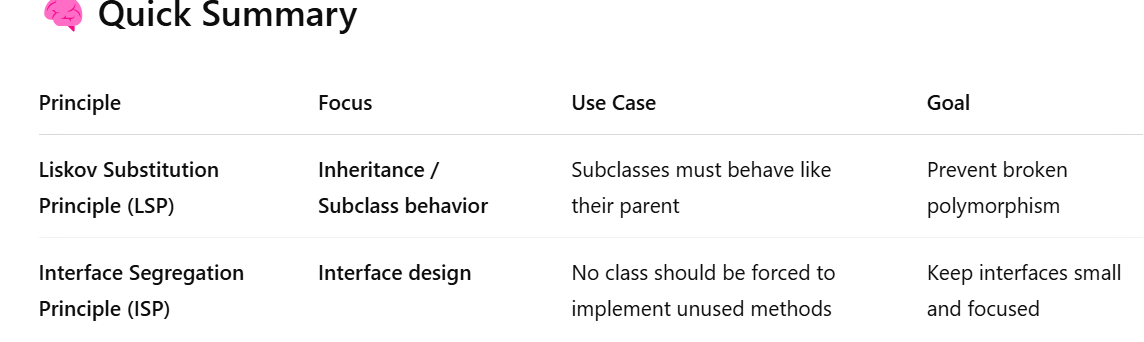 Quick Summary
Principle Focus Use Case Goal
Liskov Substitution Inheritance / Subclasses must behave like Prevent broken
Principle (LSP) Subclass behavior their parent polymorphism
Interface Segregation Interface design No class should be forced to Keep interfaces small
Principle (ISP) implement unused methods and focused